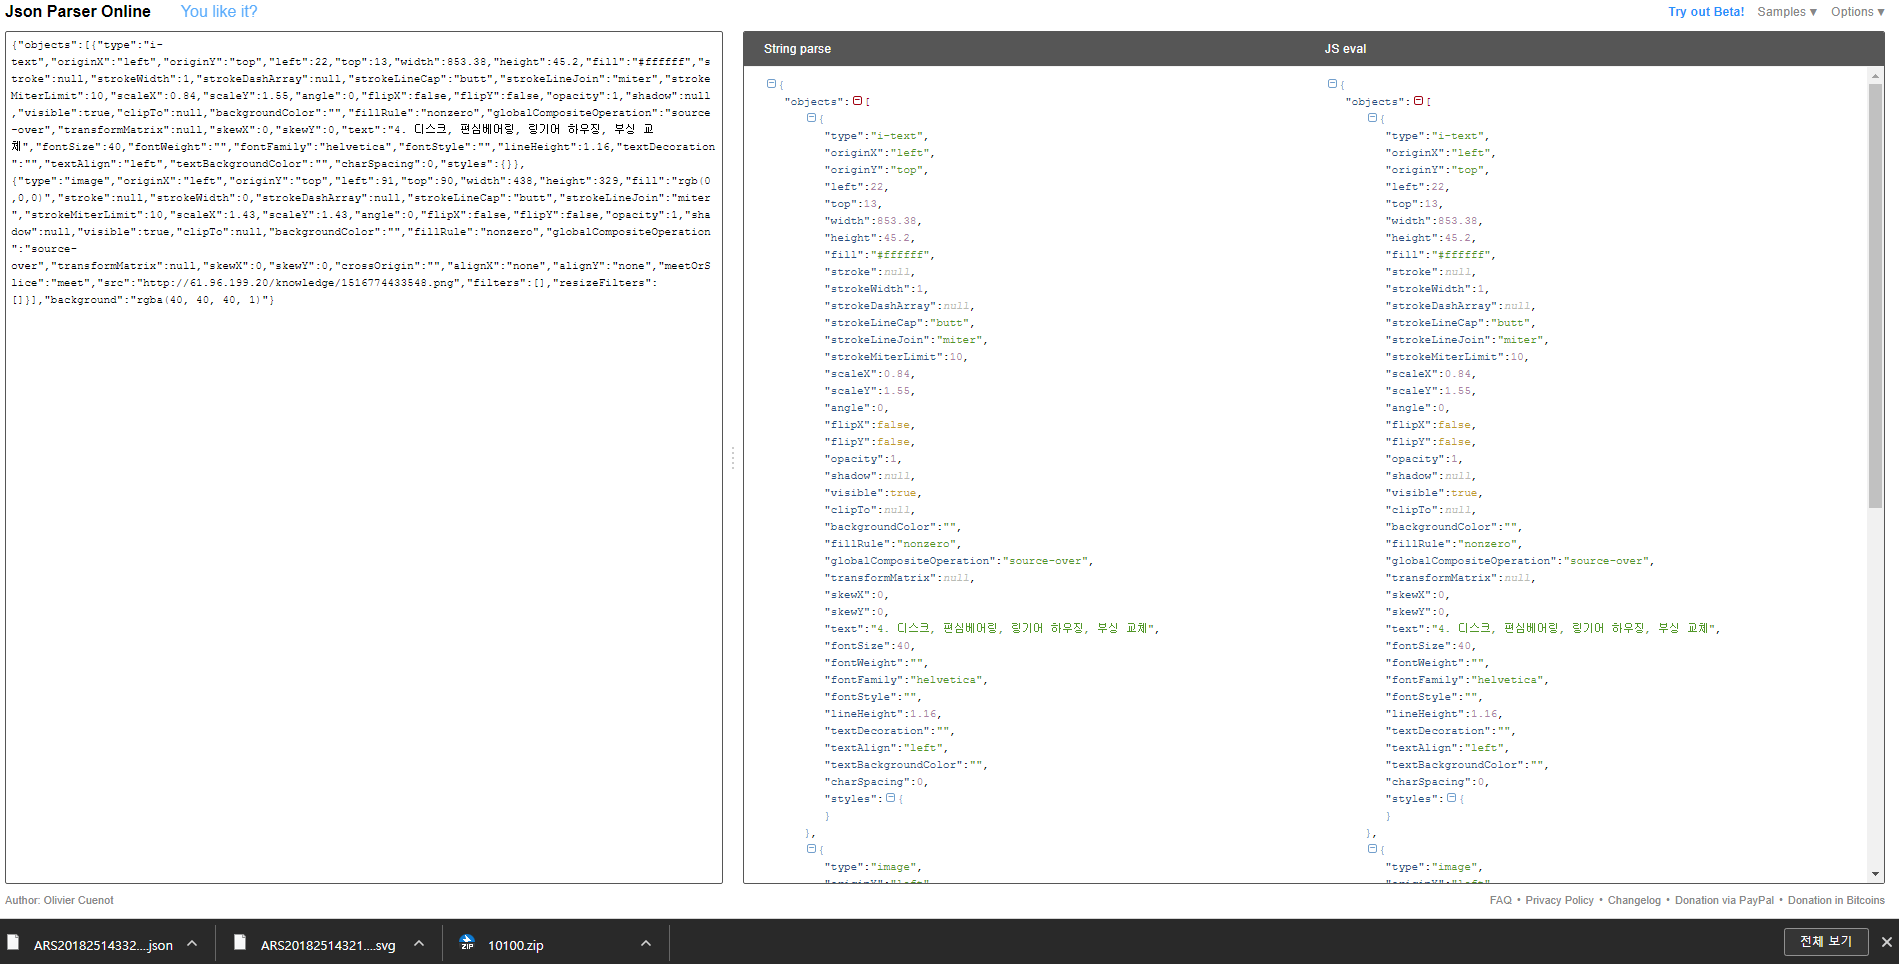 Json Parser Online
You like it?
Try out Beta!
Samples ▼
Options ▼
{"objects":[{"type":"i-
text","originX":"left","originY":"top","left":22,"top":13,"width":853.38,"height":45.2,"fill":"#ffffff","s
troke":null,"strokeWidth":1,"strokeDashArray":null,"strokeLineCap":"butt","strokeLineJoin":"miter","stroke
MiterLimit":10,"scaleX":0.84,"scaleY":1.55,"angle":0,"flipX":false,"flipY":false,"opacity":1,"shadow":null
,"visible":true,"clipTo":null,"backgroundColor":"","fillRule":"nonzero","globalCompositeOperation":"source
-over","transformMatrix":null,"skewX":0,"skewY":0,"text":"4. 디스크, 편심베어링, 링기어 하우징, 부싱 교
체","fontSize":40,"fontWeight":"","fontFamily":"helvetica","fontStyle":"","lineHeight":1.16,"textDecoration
":"","textAlign":"left","textBackgroundColor":"","charSpacing":0,"styles":{}},
{"type":"image","originX":"left","originY":"top","left":91,"top":90,"width":438,"height":329,"fill":"rgb(0
,0,0)","stroke":null,"strokeWidth":0,"strokeDashArray":null,"strokeLineCap":"butt","strokeLineJoin":"miter
","strokeMiterLimit":10,"scaleX":1.43,"scaleY":1.43,"angle":0,"flipX":false,"flipY":false,"opacity":1,"sha
dow":null,"visible":true,"clipTo":null,"backgroundColor":"","fillRule":"nonzero","globalCompositeOperation
":"source-
over","transformMatrix":null,"skewX":0,"skewY":0,"crossOrigin":"","alignX":"none","alignY":"none","meetOrS
lice":"meet","src":"http://61.96.199.20/knowledge/1516774433548.png","filters":[],"resizeFilters":
[]}],"background":"rgba(40, 40, 40, 1)"}
String parse
{
"objects":[
{
"type":"i-text",
"originX":"left",
"originY":"top",
"left":22,
"top":13,
"width":853.38,
"height":45.2,
"fill":"#ffffff",
"stroke":null,
"strokeWidth":1,
"strokeDashArray":null,
"strokeLineCap":"butt",
"strokeLineJoin":"miter",
"strokeMiterLimit":10,
"scaleX":0.84,
"scaleY":1.55,
"angle":0,
"flipX":false,
"flipY":false,
"opacity":1,
"shadow":null,
"visible":true,
"clipTo":null,
"backgroundColor":"",
"fillRule":"nonzero",
"globalCompositeOperation":"source-over",
"transformMatrix":null,
"skewX":0,
"skewY":0,
"text":"4. 디스크, 편심베어링, 링기어 하우징, 부싱 교체",
"fontSize":40,
"fontWeight":"",
"fontFamily":"helvetica",
"fontStyle":"",
"lineHeight":1.16,
"textDecoration":"",
"textAlign":"left",
"textBackgroundColor":"",
"charSpacing":0,
"styles":{
}
},
{
"type":"image",
"originX":"left",
JS eval
{
"objects":[
{
"type":"i-text",
"originX":"left",
"originY":"top",
"left":22,
"top":13,
"width":853.38,
"height":45.2,
"fill":"#ffffff",
"stroke":null,
"strokeWidth":1,
"strokeDashArray":null,
"strokeLineCap":"butt",
"strokeLineJoin":"miter",
"strokeMiterLimit":10,
"scaleX":0.84,
"scaleY":1.55,
"angle":0,
"flipX":false,
"flipY":false,
"opacity":1,
"shadow":null,
"visible":true,
"clipTo":null,
"backgroundColor":"",
"fillRule":"nonzero",
"globalCompositeOperation":"source-over",
"transformMatrix":null,
"skewX":0,
"skewY":0,
"text":"4. 디스크, 편심베어링, 링기어 하우징, 부싱 교체",
"fontSize":40,
"fontWeight":"",
"fontFamily":"helvetica",
"fontStyle":"",
"lineHeight":1.16,
"textDecoration":"",
"textAlign":"left",
"textBackgroundColor":"",
"charSpacing":0,
"styles":{
}
},
{
"type":"image",
"originX":"left",
Author: Olivier Cuenot
FAQ • Privacy Policy • Changelog • Donation via PayPal • Donation in Bitcoins
ARS20182514332....json
ARS20182514321....svg
ZIP
10100.zip
전체 보기